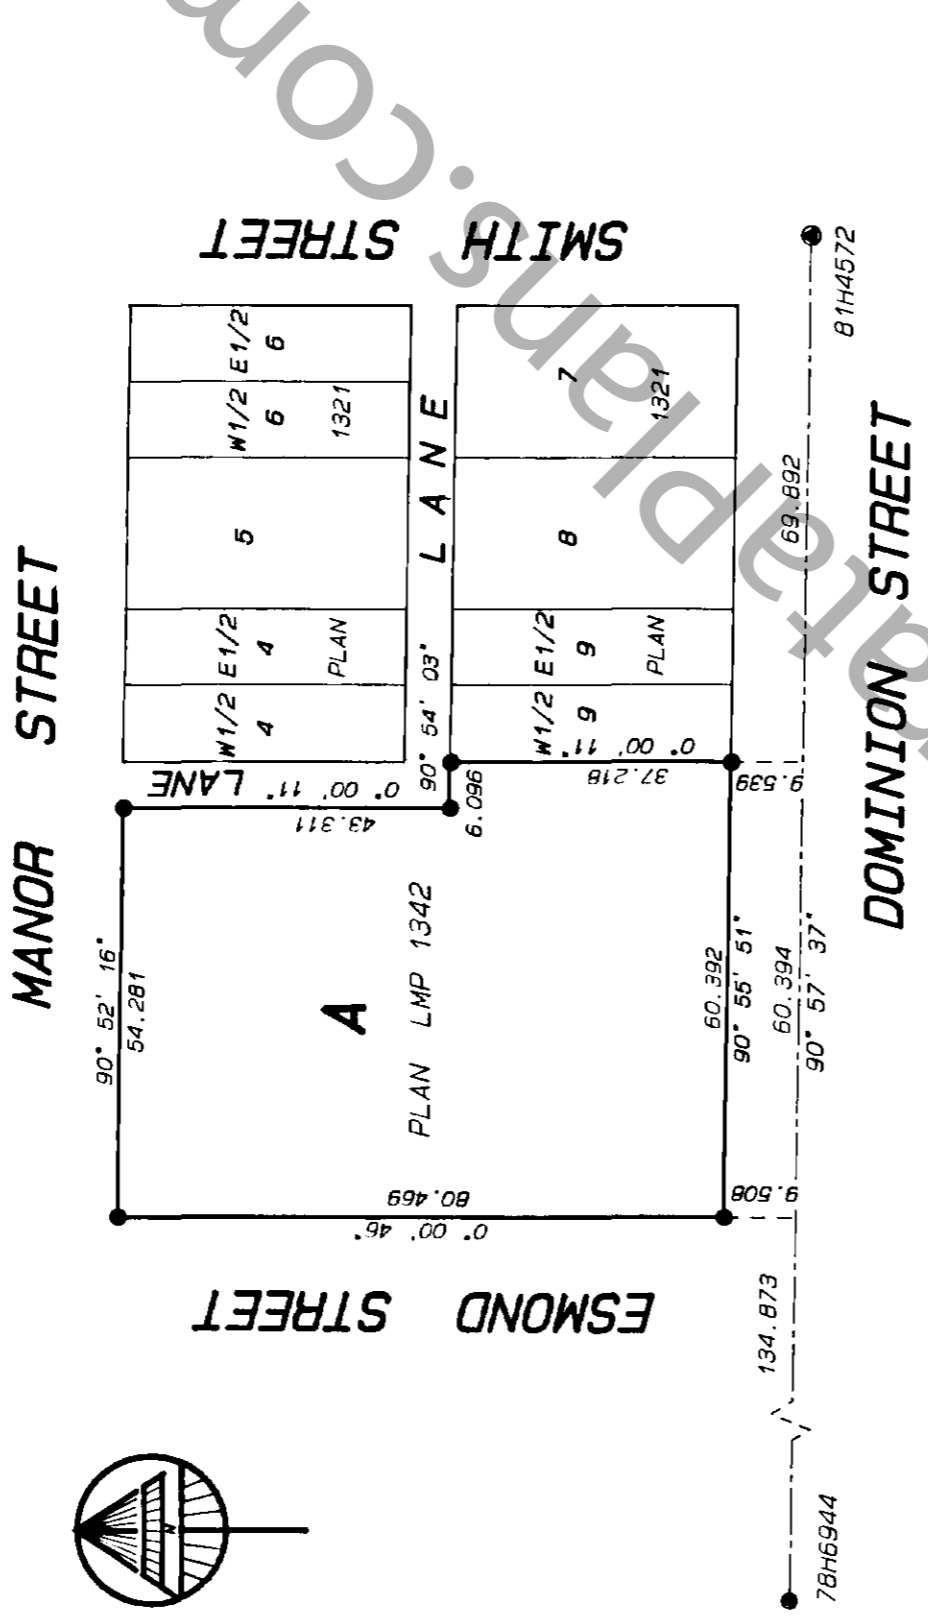 MANOR STREET
90° 52' 16"
54.281
LANE
0° 00' 11"
43.311
W1/2 E1/2
4 4
PLAN
5
W1/2 E1/2
6 6
1321
A
PLAN LMP 1342
80.469
0° 00' 46"
90° 54' 03"
LANE
6.096
0° 00' 11"
37.218
W1/2 E1/2
9 9
PLAN
8
7
1321
ESMOND STREET
SMITH STREET
60.392
90° 55' 51"
9.508
9.539
134.873
60.394
90° 57' 37"
69.892
78H6944
81H4572
DOMINION STREET
N